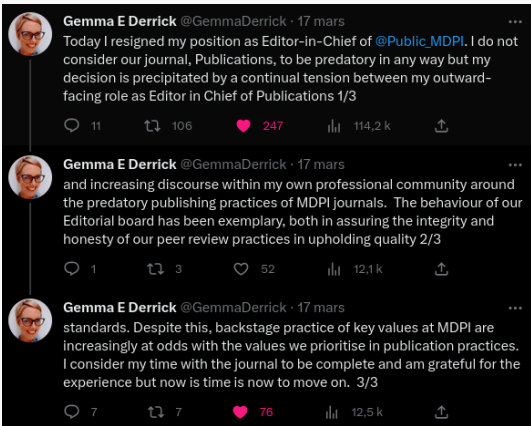 Gemma E Derrick @GemmaDerrick · 17 mars
Today I resigned my position as Editor-in-Chief of @Public_MDPI. I do not
consider our journal, Publications, to be predatory in any way but my
decision is precipitated by a continual tension between my outward-
facing role as Editor in Chief of Publications 1/3
11 106 247 114,2 k
Gemma E Derrick @GemmaDerrick · 17 mars
and increasing discourse within my own professional community around
the predatory publishing practices of MDPI journals.  The behaviour of our
Editorial board has been exemplary, both in assuring the integrity and
honesty of our peer review practices in upholding quality 2/3
1 3 52 12,1 k
Gemma E Derrick @GemmaDerrick · 17 mars
standards. Despite this, backstage practice of key values at MDPI are
increasingly at odds with the values we prioritise in publication practices.
I consider my time with the journal to be complete and am grateful for the
experience but now is time is now to move on.  3/3
7 7 76 12,5 k